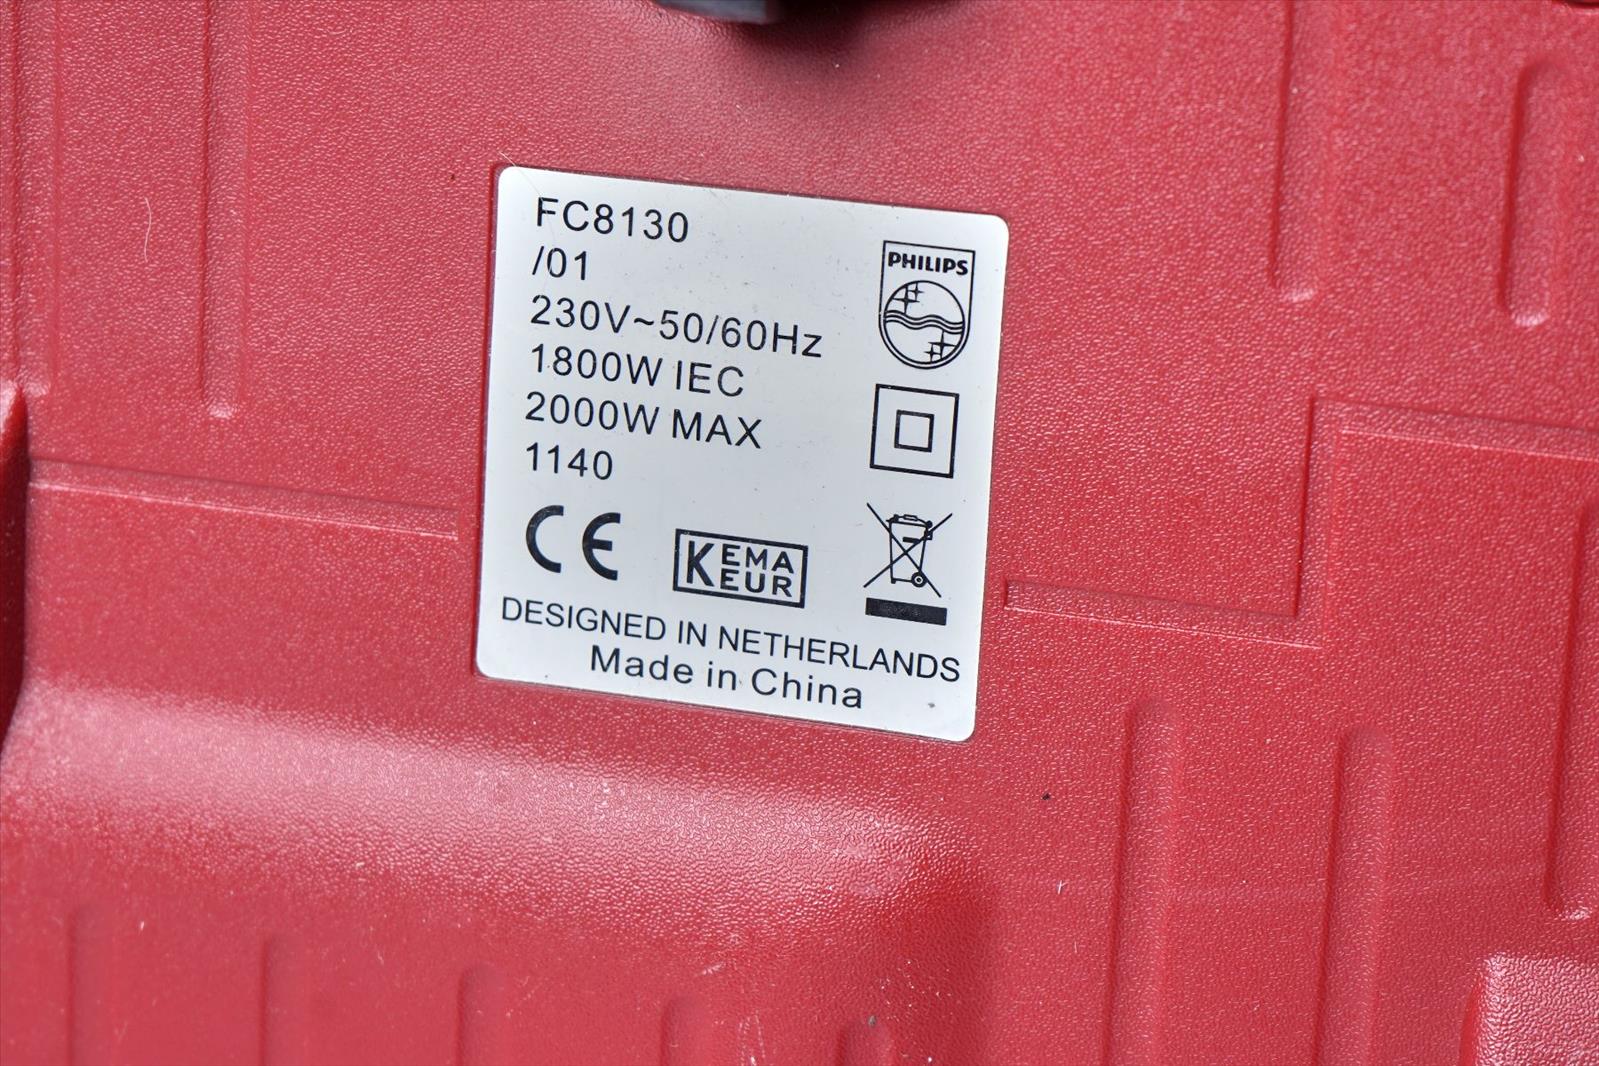 FC8130
/01
230V~50/60Hz
1800W IEC
2000W MAX
1140
PHILIPS
CE
KEMA
EUR
DESIGNED IN NETHERLANDS
Made in China